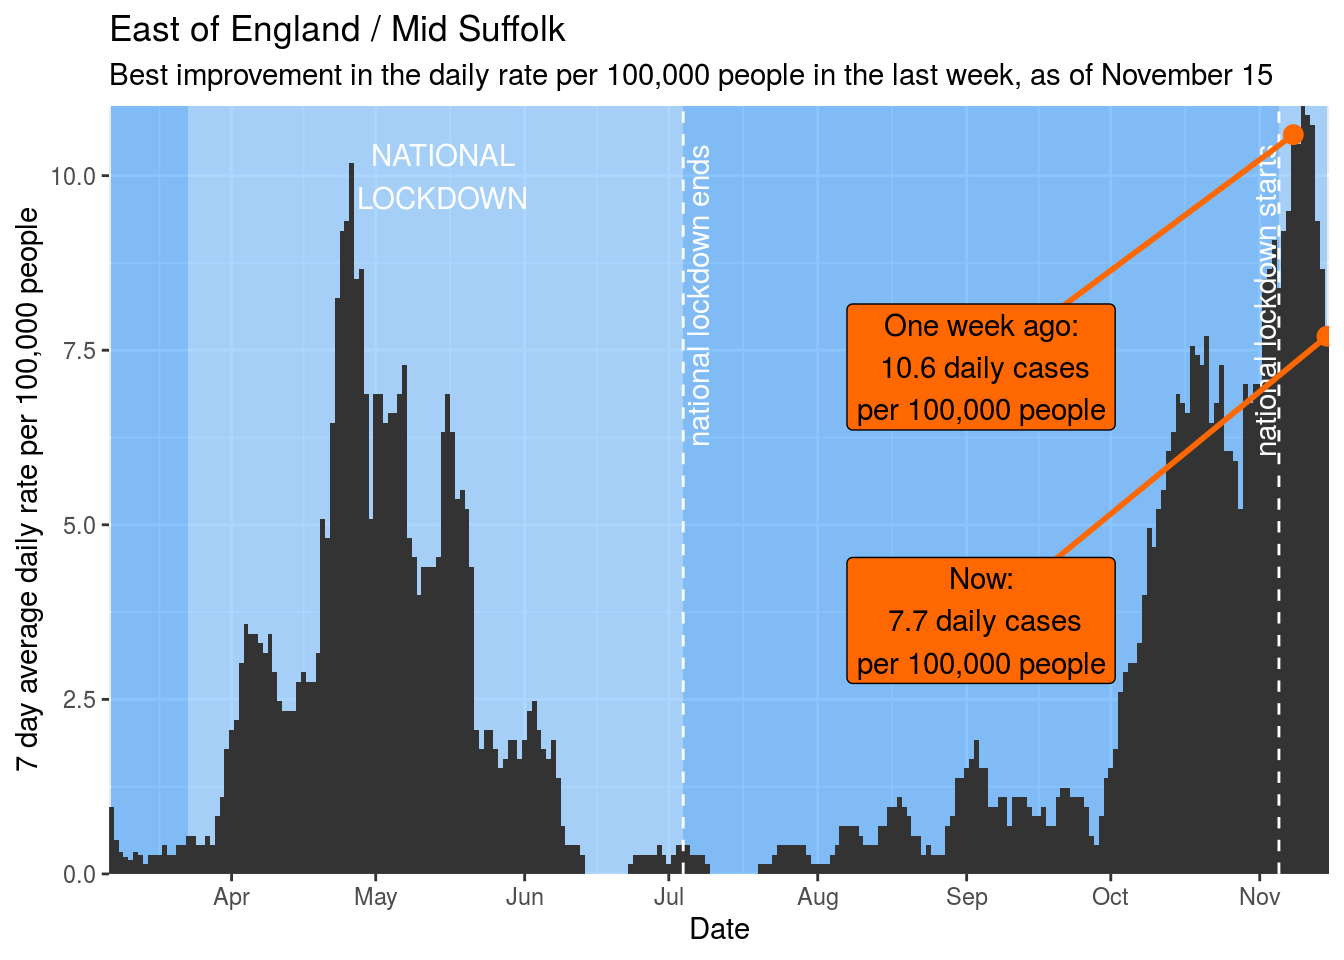 East of England / Mid Suffolk
Best improvement in the daily rate per 100,000 people in the last week, as of November 15
7 day average daily rate per 100,000 people
10.0
7.5
5.0
2.5
0.0
NATIONAL
LOCKDOWN
national lockdown ends
national lockdown starts
One week ago:
10.6 daily cases
per 100,000 people
Now:
7.7 daily cases
per 100,000 people
Apr
May
Jun
Jul
Aug
Sep
Oct
Nov
Date